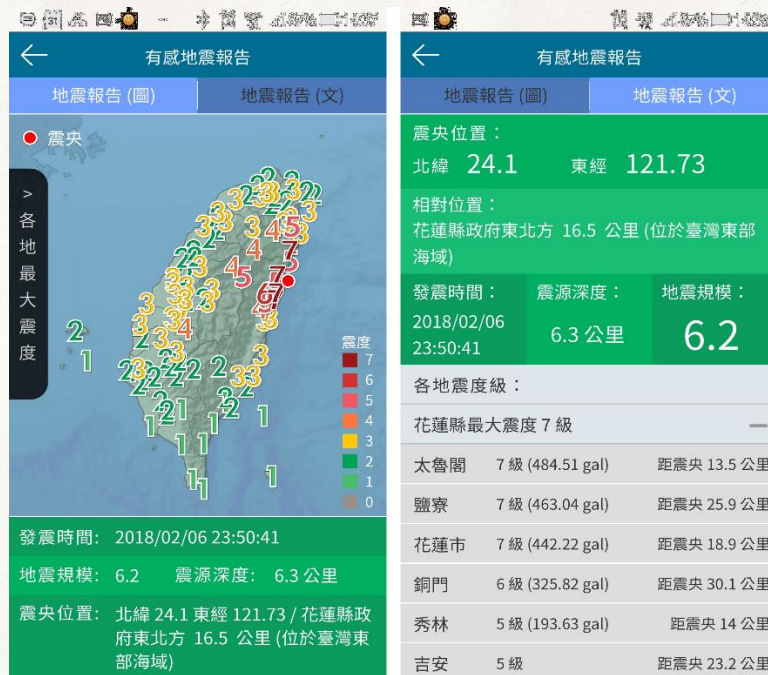 有感地震報告
地震報告 (圖)
地震報告 (文)
震央
>
各地最大震度
震度
7
6
5
4
3
2
1
0
發震時間: 2018/02/06 23:50:41
地震規模: 6.2 震源深度: 6.3 公里
震央位置: 北緯 24.1 東經 121.73 / 花蓮縣政
府東北方 16.5 公里 (位於臺灣東
部海域)
有感地震報告
地震報告 (圖)
地震報告 (文)
震央位置：
北緯 24.1 東經 121.73
相對位置：
花蓮縣政府東北方 16.5 公里 (位於臺灣東部
海域)
發震時間：
2018/02/06
23:50:41
震源深度：
6.3 公里
地震規模：
6.2
各地震度級：
花蓮縣最大震度 7 級
太魯閣 7 級 (484.51 gal) 距震央 13.5 公里
鹽寮 7 級 (463.04 gal) 距震央 25.9 公里
花蓮市 7 級 (442.22 gal) 距震央 18.9 公里
銅門 6 級 (325.82 gal) 距震央 30.1 公里
秀林 5 級 (193.63 gal) 距震央 14 公里
吉安 5 級 距震央 23.2 公里